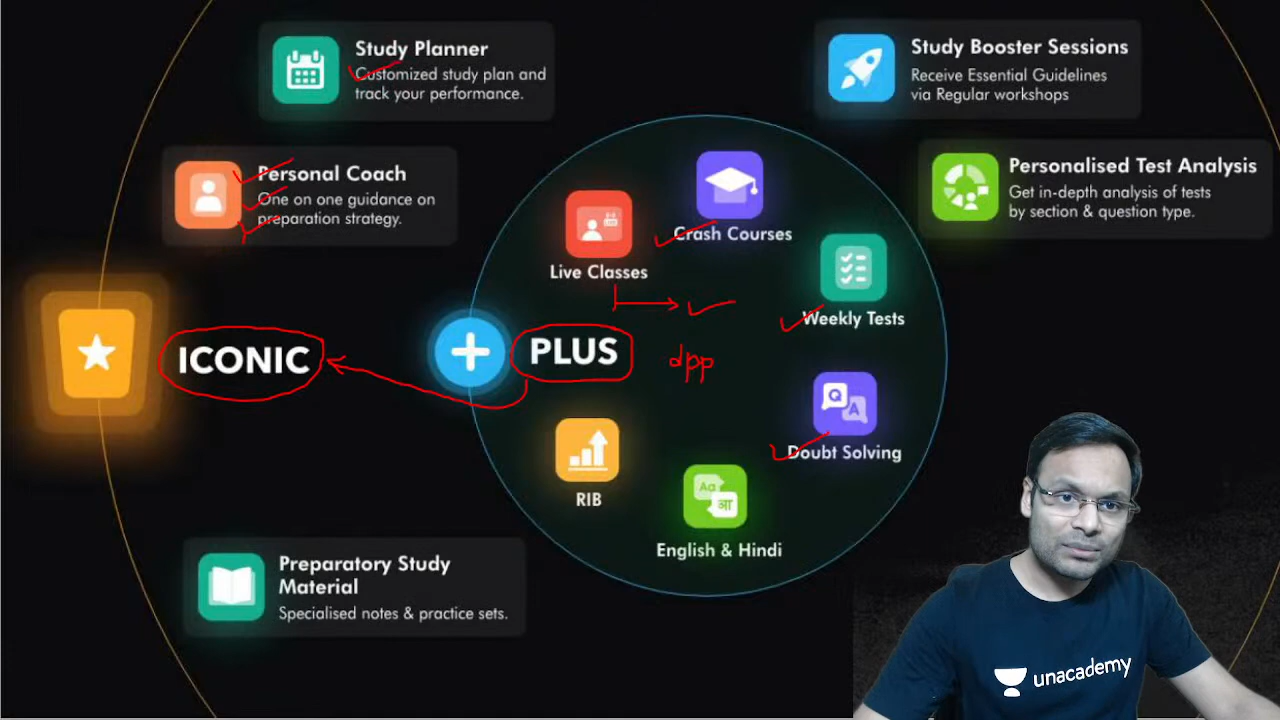 Study Planner
Customized study plan and
track your performance.
Study Booster Sessions
Receive Essential Guidelines
via Regular workshops
Personal Coach
One on one guidance on
preparation strategy.
Personalised Test Analysis
Get in-depth analysis of tests
by section & question type.
Live Classes
Crash Courses
Weekly Tests
ICONIC
PLUS
dpp
Q
A
Doubt Solving
RIB
Aa
आ
English & Hindi
Preparatory Study
Material
Specialised notes & practice sets.
unacademy